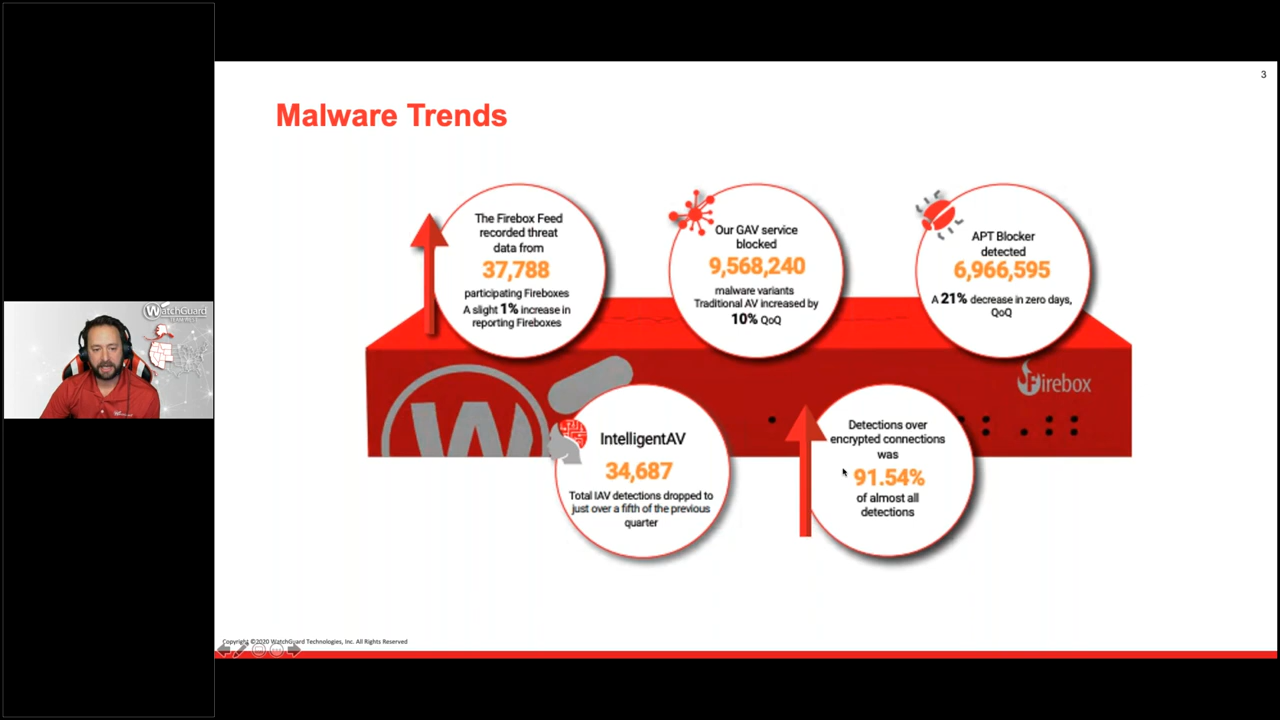 3
Malware Trends
The Firebox Feed
recorded threat
data from
37,788
participating Fireboxes
A slight 1% increase in
reporting Fireboxes
Our GAV service
blocked
9,568,240
malware variants
Traditional AV increased by
10% QoQ
APT Blocker
detected
6,966,595
A 21% decrease in zero days,
QoQ
Firebox
W
IntelligentAV
34,687
Total IAV detections dropped to
just over a fifth of the previous
quarter
Detections over
encrypted connections
was
91.54%
of almost all
detections
WatchGuard
Copyright ©2020 WatchGuard Technologies, Inc. All Rights Reserved